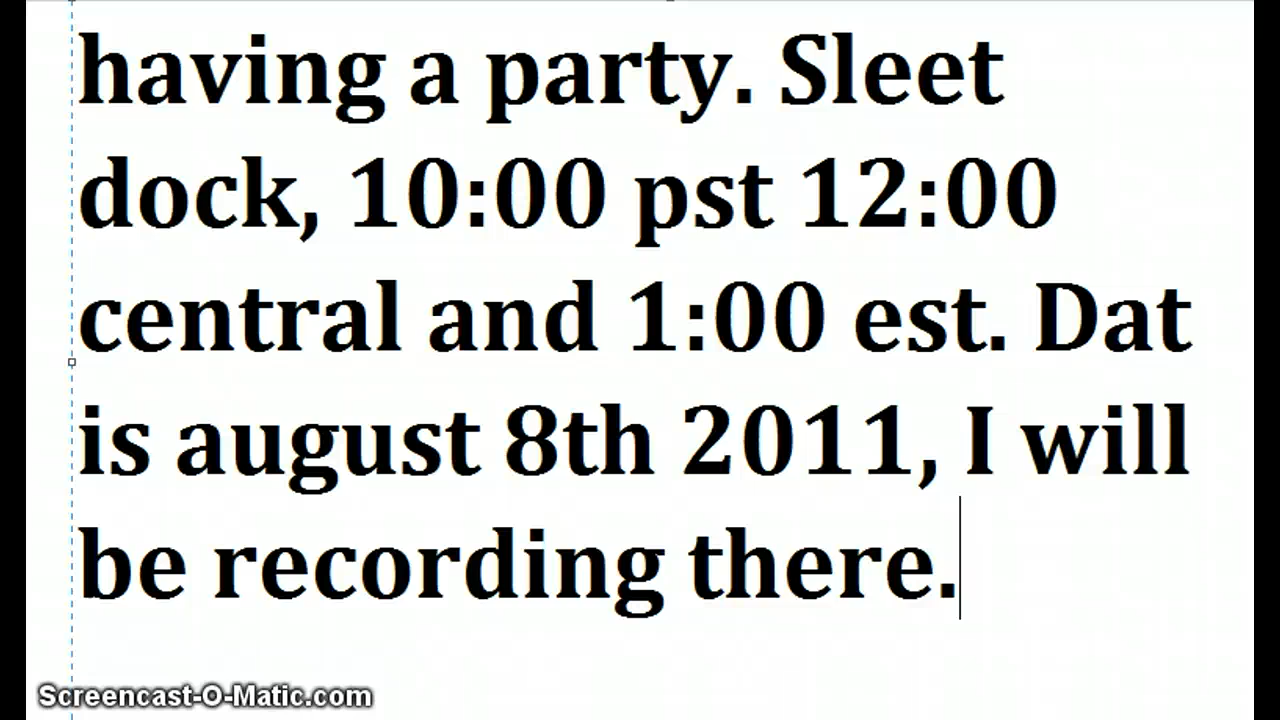 having a party. Sleet
dock, 10:00 pst 12:00
central and 1:00 est. Dat
is august 8th 2011, I will
be recording there.
Screencast-O-Matic.com